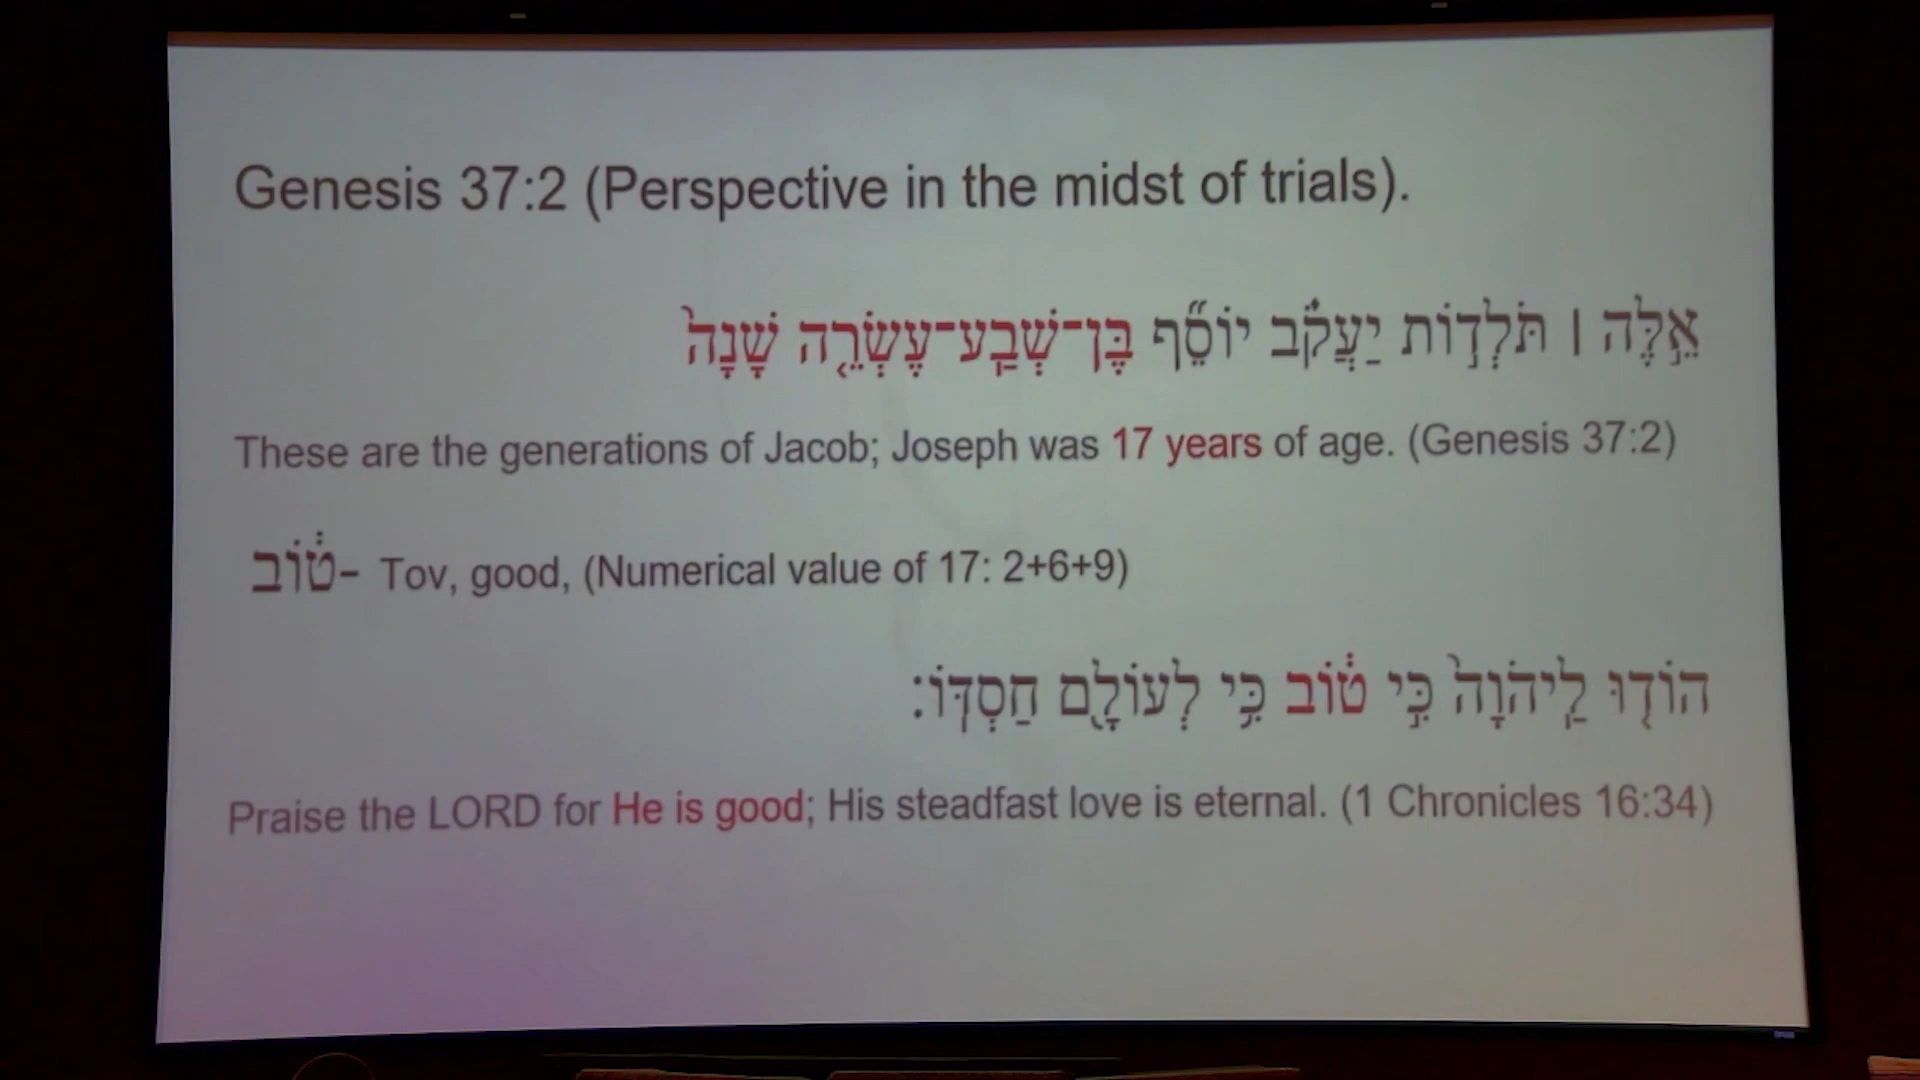 Genesis 37:2 (Perspective in the midst of trials).
אֵ֣לֶּה ׀ תֹּלְד֣וֹת יַעֲקֹ֗ב יוֹסֵ֞ף בֶּן־שְׁבַֽע־עֶשְׂרֵ֤ה שָׁנָה֙
These are the generations of Jacob; Joseph was 17 years of age. (Genesis 37:2)
ט֔וֹב- Tov, good, (Numerical value of 17: 2+6+9)
הוֹד֤וּ לַֽיהֹוָה֙ כִּ֣י ט֔וֹב כִּ֥י לְעוֹלָ֖ם חַסְדּֽוֹ׃
Praise the LORD for He is good; His steadfast love is eternal. (1 Chronicles 16:34)